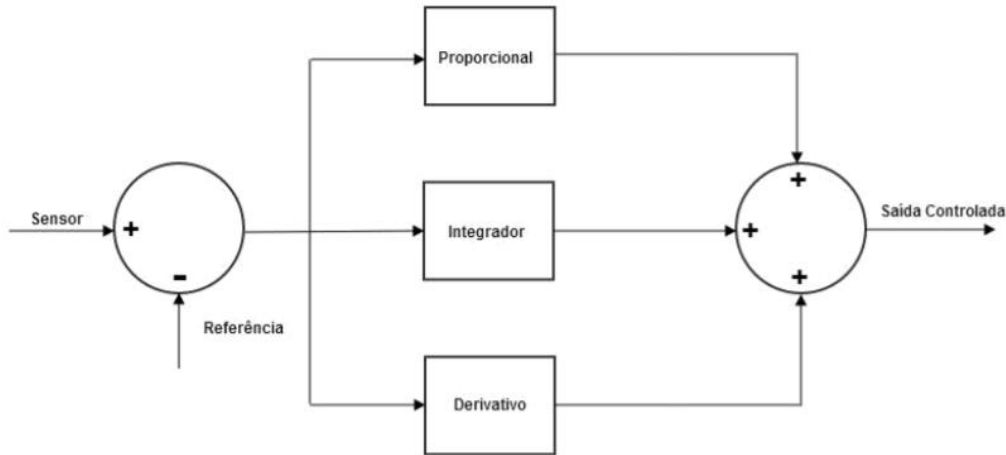 Proporcional
Sensor
+
-
Referência
Integrador
Derivativo
+
+
+
Saída Controlada